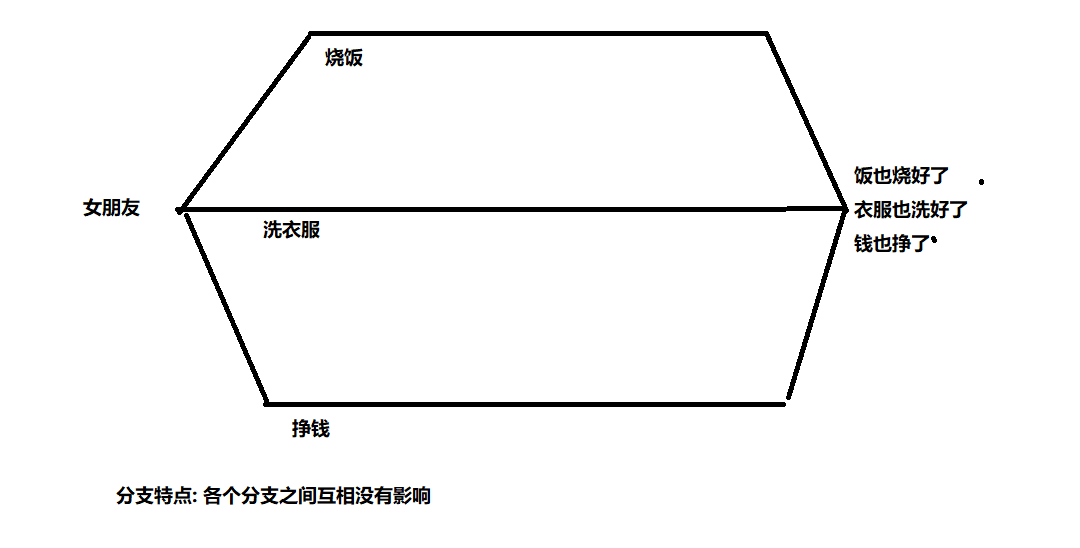 烧饭
饭也烧好了
女朋友
衣服也洗好了
洗衣服
钱也挣了
挣钱
分支特点: 各个分支之间互相没有影响